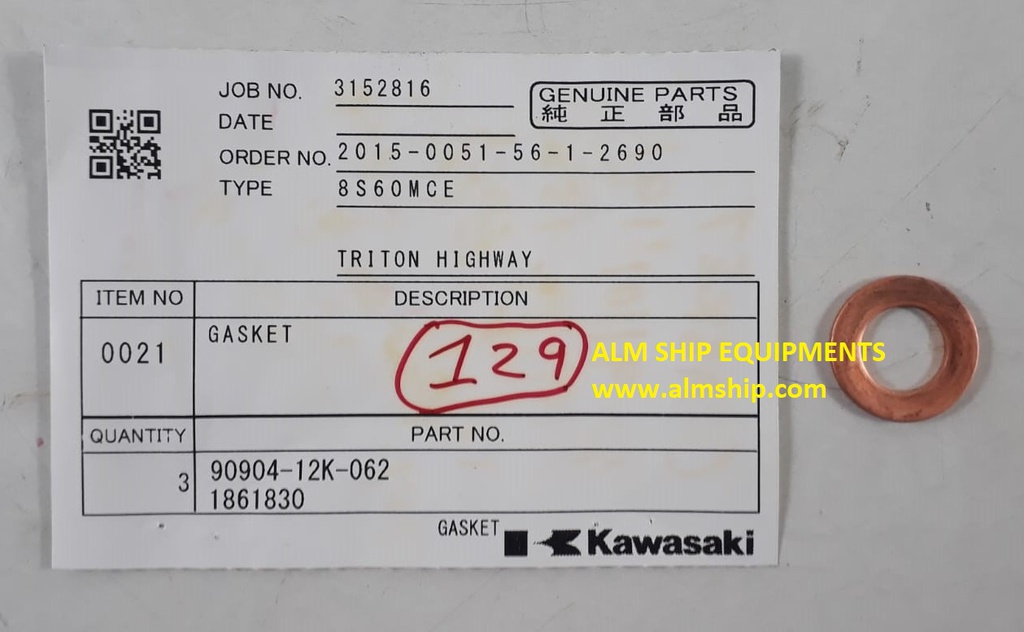 JOB NO. 3152816
GENUINE PARTS
純 正 部 品
DATE
ORDER NO. 2015-0051-56-1-2690
TYPE 8S60MCE
TRITON HIGHWAY
ITEM NO DESCRIPTION
0021 GASKET
129
ALM SHIP EQUIPMENTS
www.almship.com
QUANTITY PART NO.
3 90904-12K-062
1861830
GASKET
Kawasaki